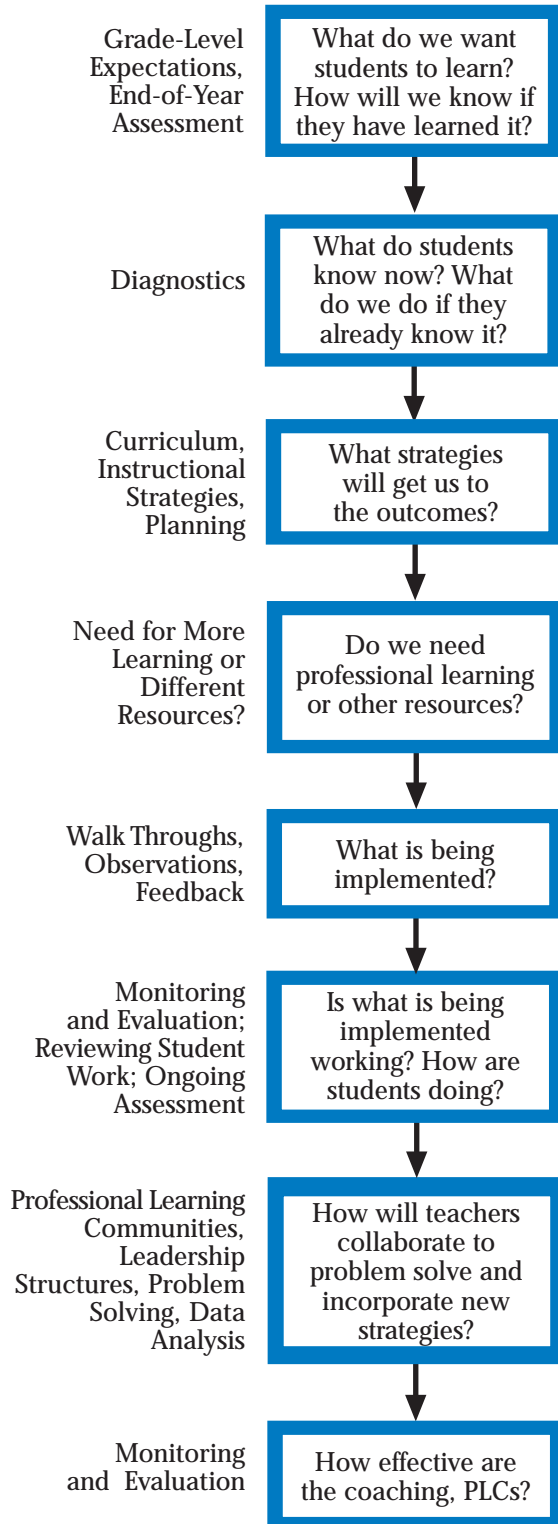 Grade-Level
Expectations,
End-of-Year
Assessment
What do we want
students to learn?
How will we know if
they have learned it?
Diagnostics
What do students
know now? What
do we do if they
already know it?
Curriculum,
Instructional
Strategies,
Planning
What strategies
will get us to
the outcomes?
Need for More
Learning or
Different
Resources?
Do we need
professional learning
or other resources?
Walk Throughs,
Observations,
Feedback
What is being
implemented?
Monitoring
and Evaluation;
Reviewing Student
Work; Ongoing
Assessment
Is what is being
implemented
working? How are
students doing?
Professional Learning
Communities,
Leadership
Structures, Problem
Solving, Data
Analysis
How will teachers
collaborate to
problem solve and
incorporate new
strategies?
Monitoring
and Evaluation
How effective are
the coaching, PLCs?